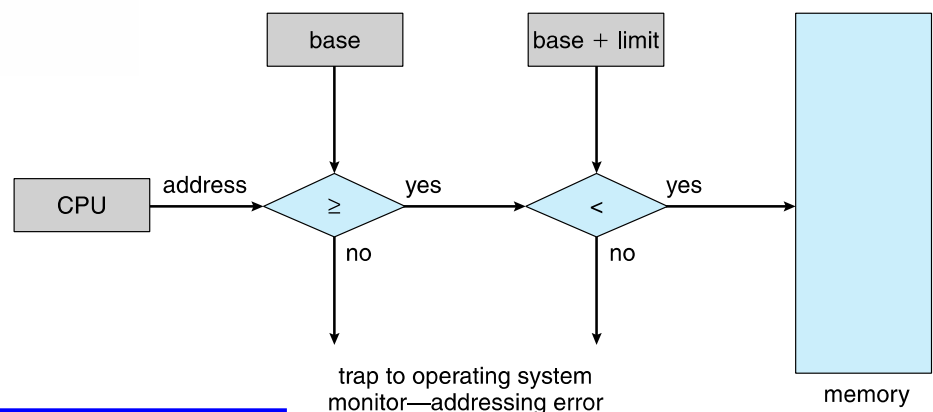 base
base + limit
CPU
address
≥
yes
<
yes
no
no
trap to operating system
monitor—addressing error
memory